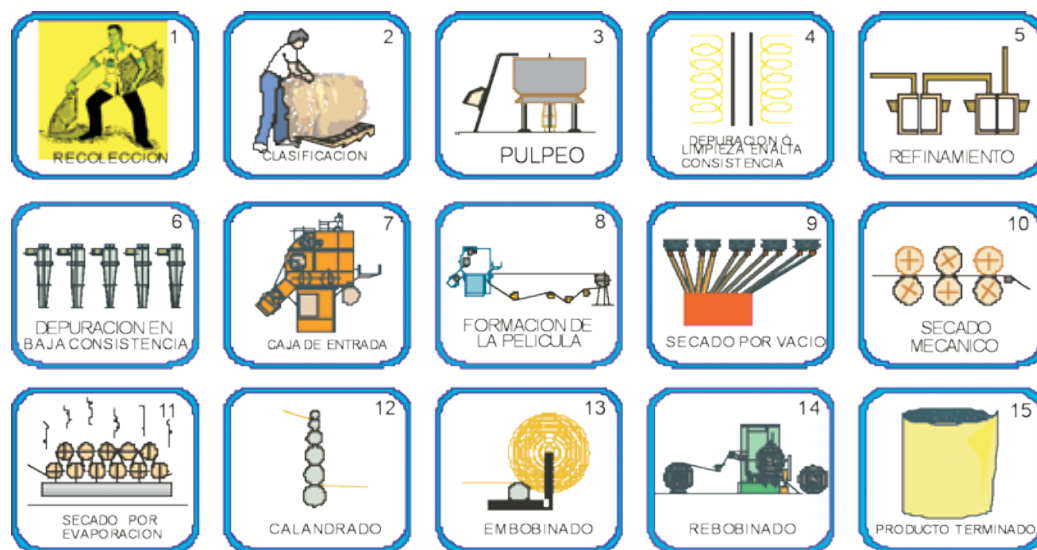 1
RECOLECCION
2
CLASIFICACION
3
PULPEO
4
DEPURACION Ó
LIMPIEZA EN ALTA
CONSISTENCIA
5
REFINAMIENTO
6
DEPURACION EN
BAJA CONSISTENCIA
7
CAJA DE ENTRADA
8
FORMACION DE
LA PELICULA
9
SECADO POR VACIO
10
SECADO
MECANICO
11
SECADO POR
EVAPORACION
12
CALANDRADO
13
EMBOBINADO
14
REBOBINADO
15
PRODUCTO TERMINADO